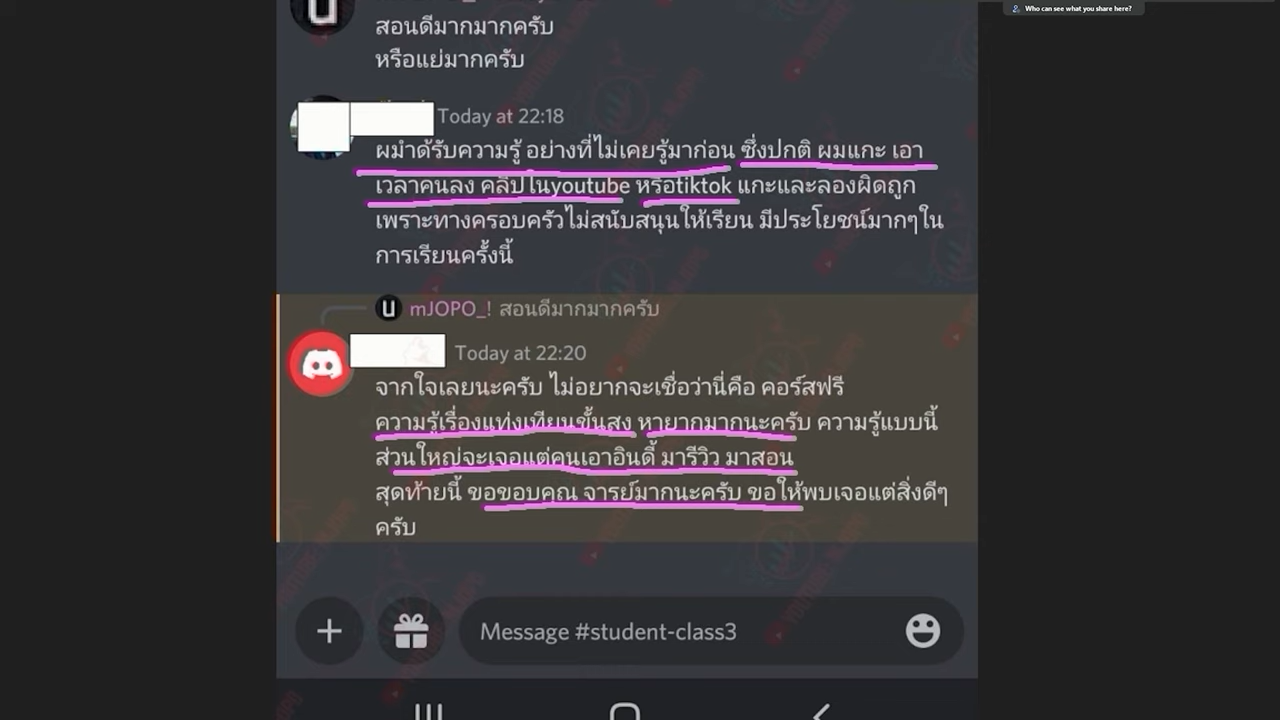 Who can see what you share here?
สอนดีมากมากครับ
หรือแย่มากครับ
Today at 22:18
ผมำด้รับความรู้ อย่างที่ไม่เคยรู้มาก่อน ซึ่งปกติ ผมแกะ เอา
เวลาคนลง คลิปในyoutube หรือtiktok แกะและลองผิดถูก
เพราะทางครอบครัวไม่สนับสนุนให้เรียน มีประโยชน์มากๆใน
การเรียนครั้งนี้
mJOPO_! สอนดีมากมากครับ
Today at 22:20
จากใจเลยนะครับ ไม่อยากจะเชื่อว่านี่คือ คอร์สฟรี
ความรู้เรื่องแท่งเทียนขั้นสูง หายากมากนะครับ ความรู้แบบนี้
ส่วนใหญ่จะเจอแต่คนเอาอินดี้ มารีวิว มาสอน
สุดท้ายนี้ ขอขอบคุณ จารย์มากนะครับ ขอให้พบเจอแต่สิ่งดีๆ
ครับ
Message #student-class3